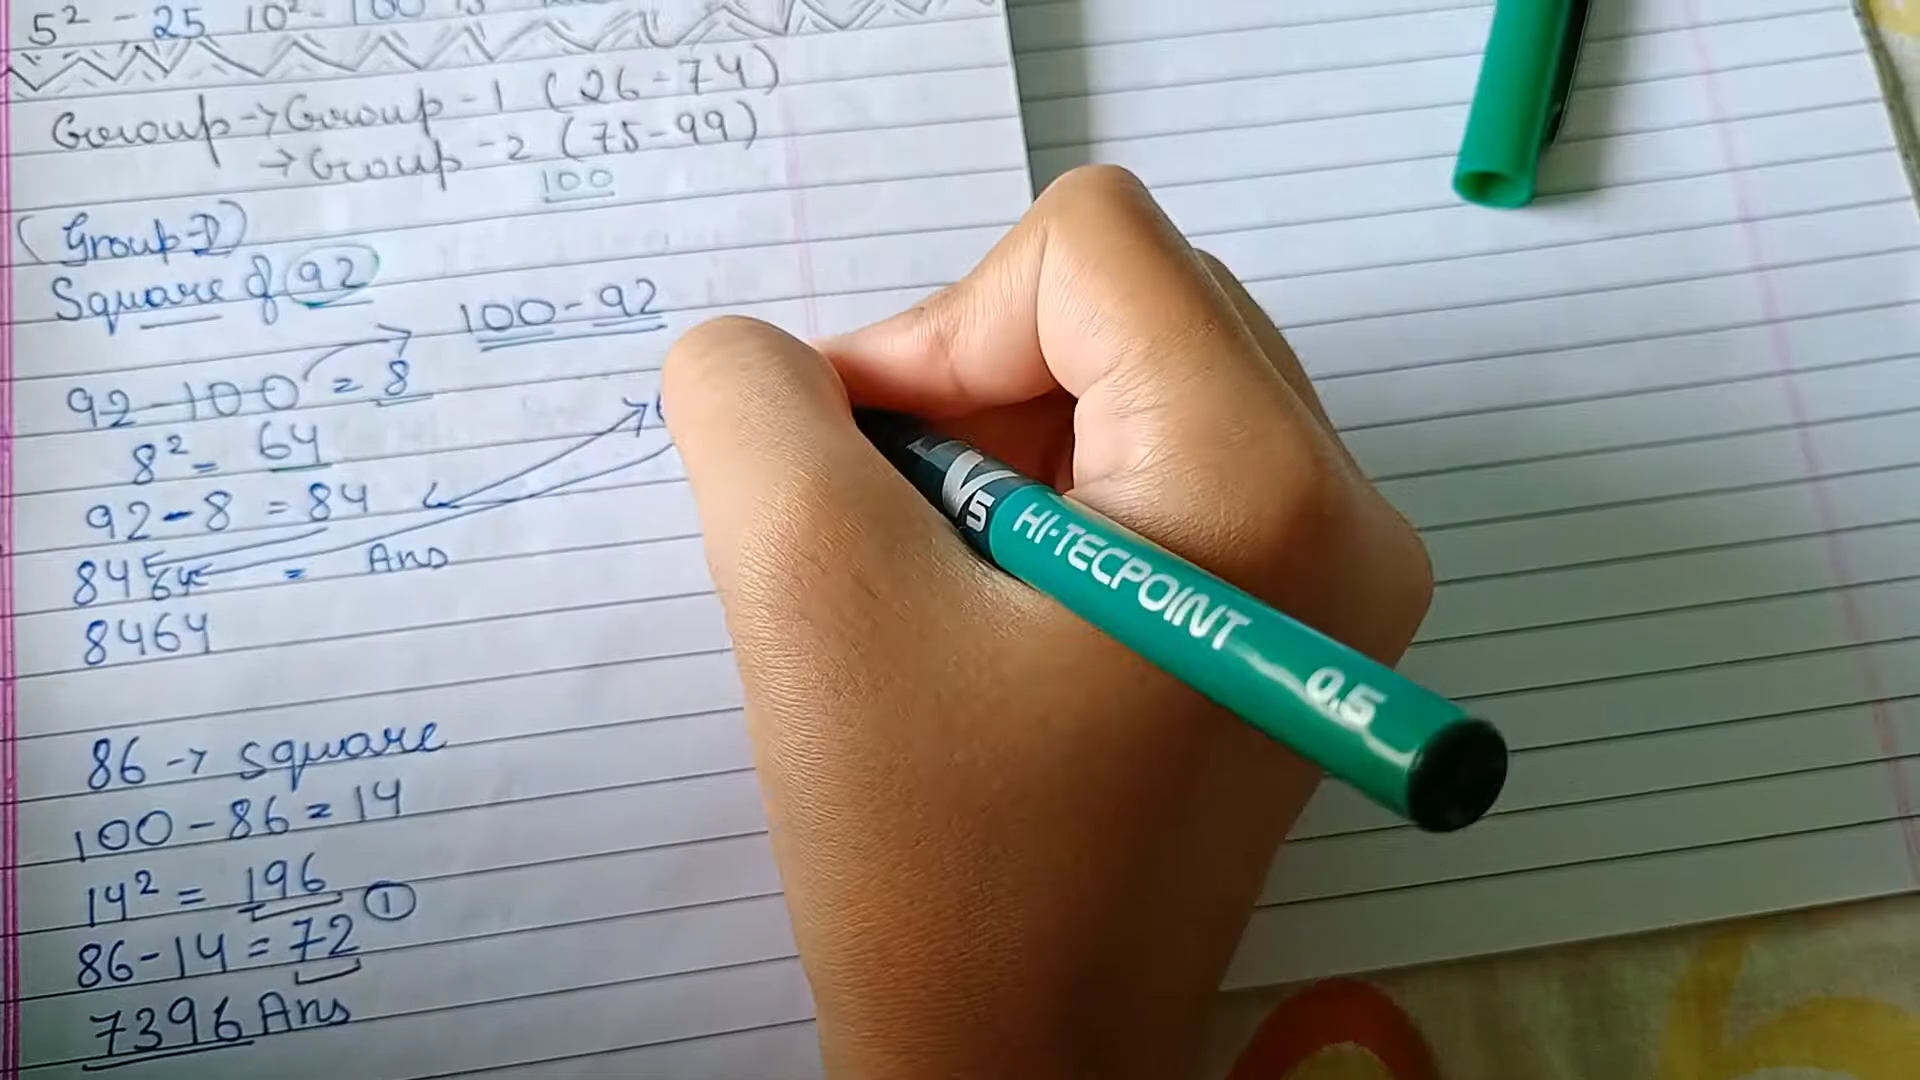 5² - 25 10² - 100
Group → Group - 1 (26-74)
→ Group - 2 (75-99)
100
(Group-D)
Square of 92
100 - 92
92 - 100 = 8
8² = 64
92 - 8 = 84
84 64 = Ans
8464
86 → square
100 - 86 = 14
14² = 196
86 - 14 = 72 ①
7396 Ans
V5 HI-TECPOINT 0.5